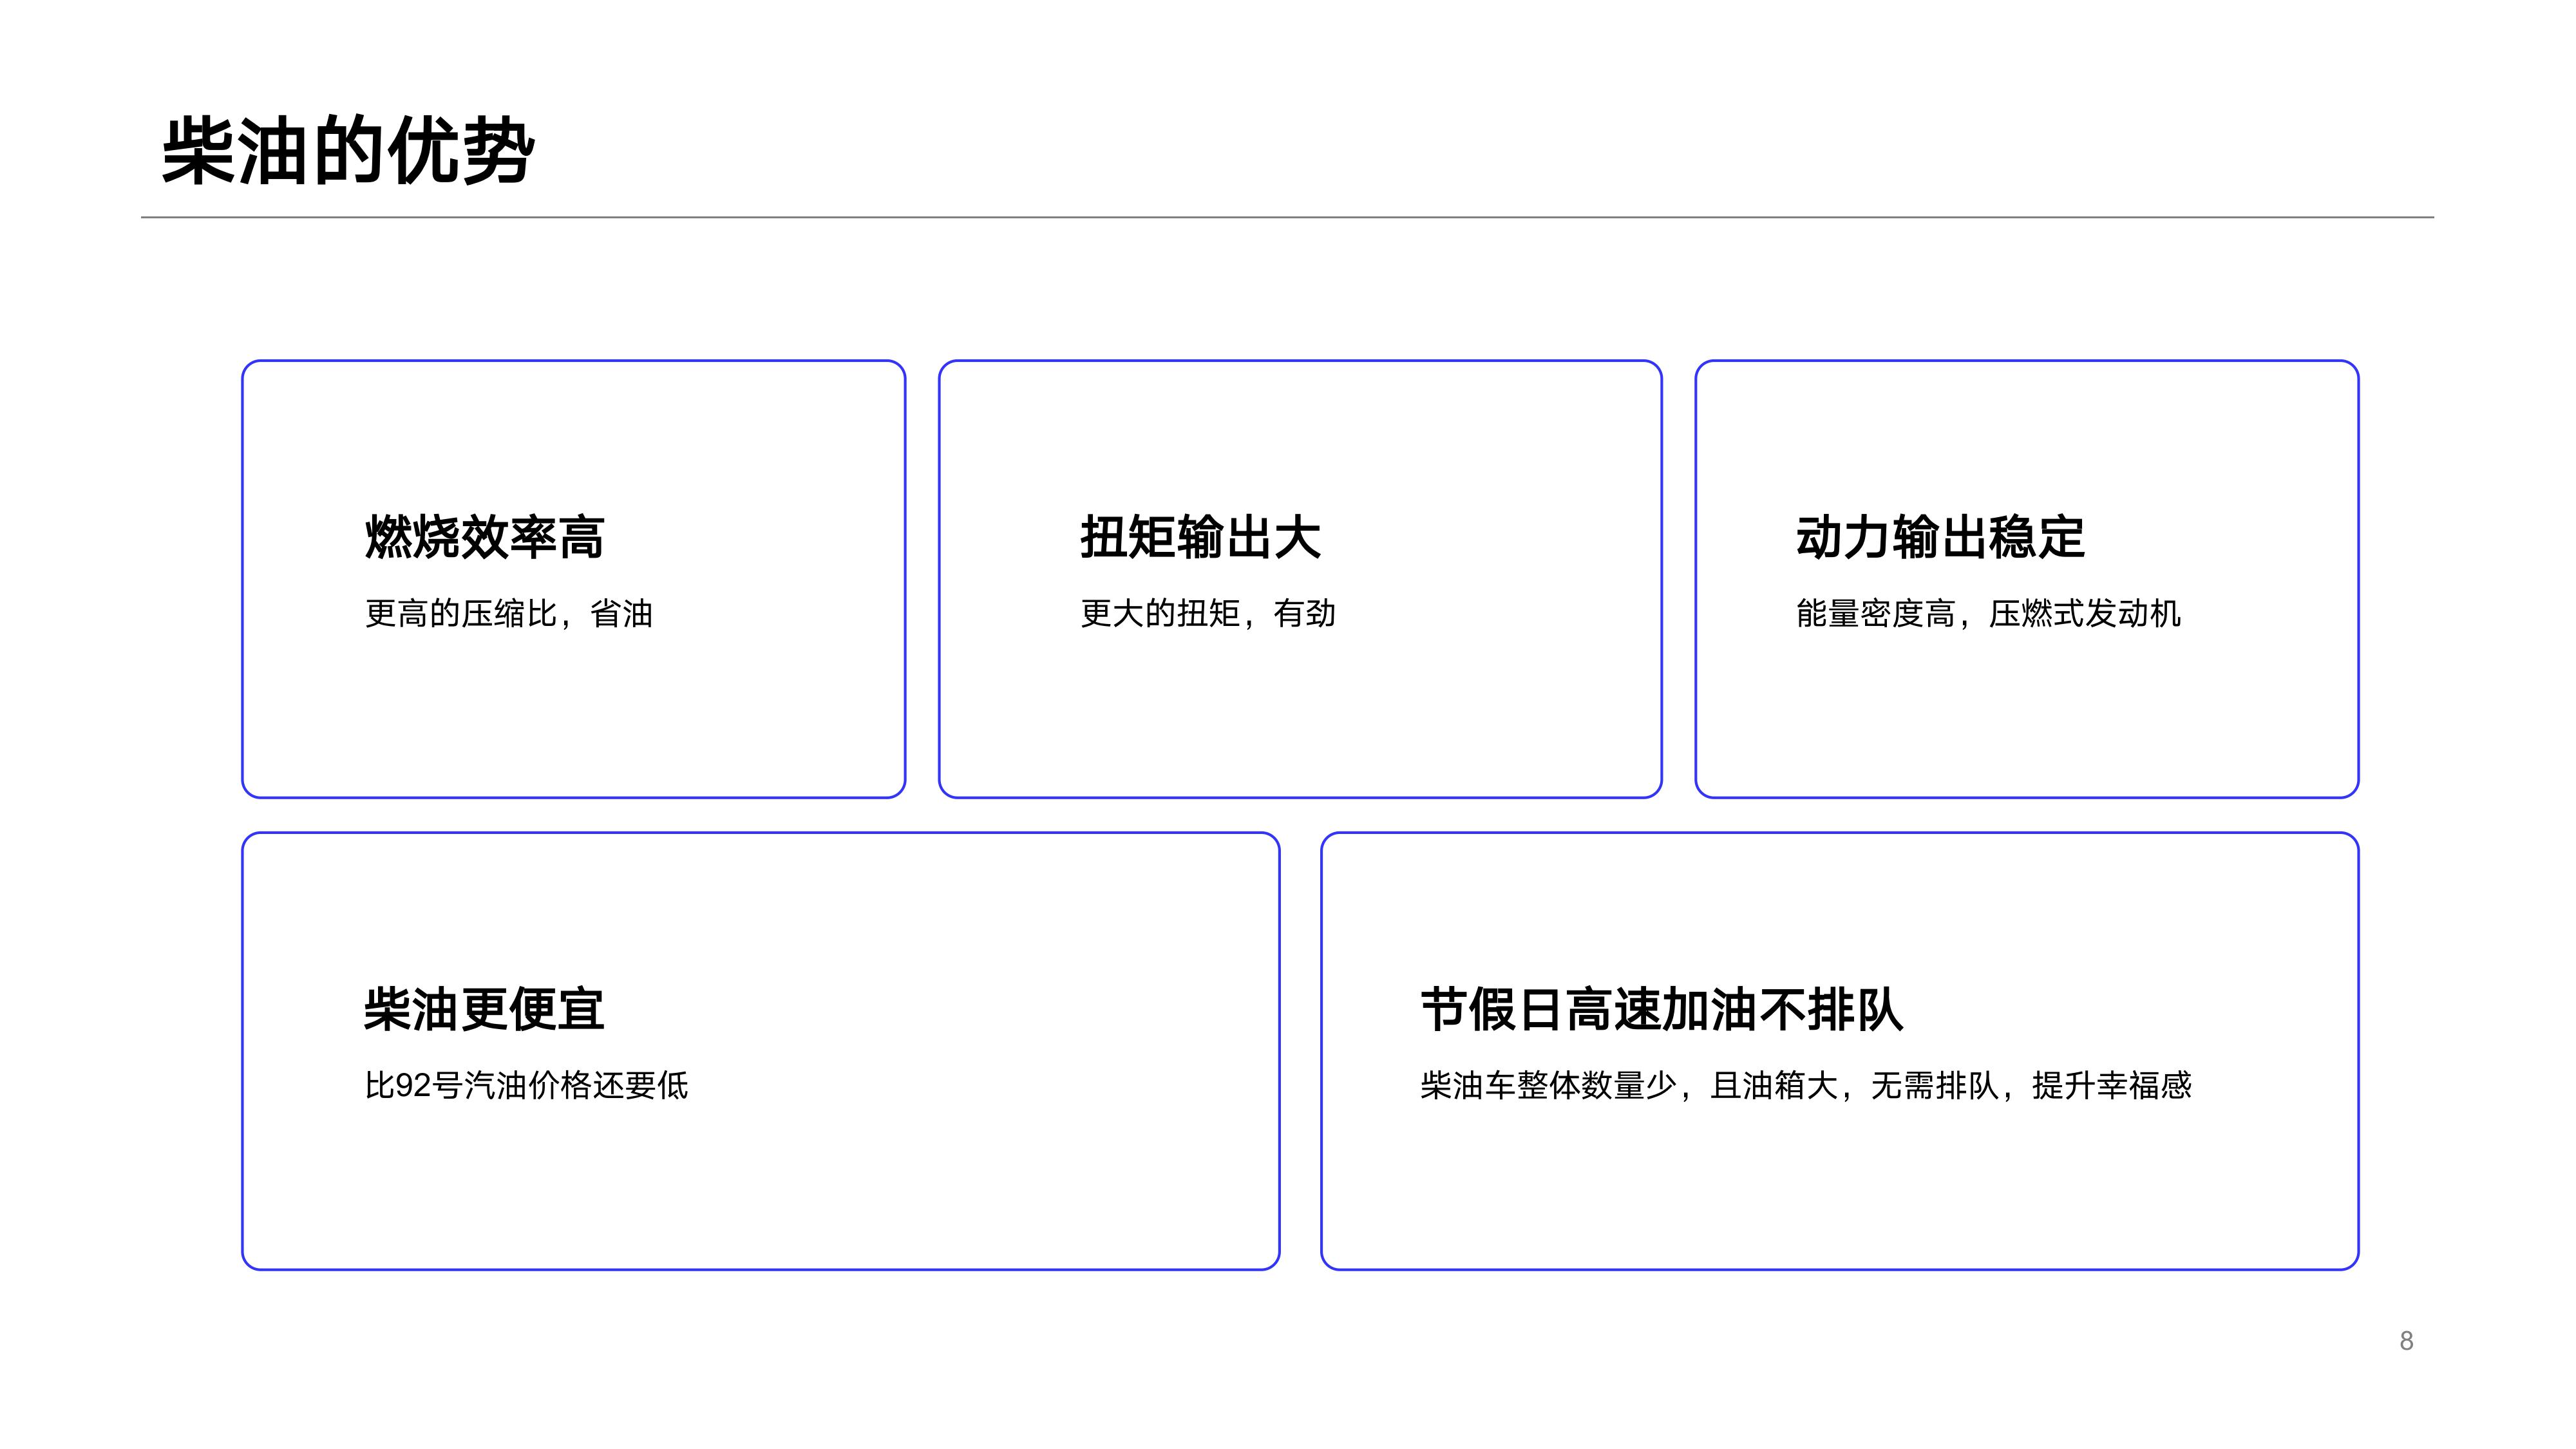 柴油的优势
燃烧效率高
更高的压缩比，省油
扭矩输出大
更大的扭矩，有劲
动力输出稳定
能量密度高，压燃式发动机
柴油更便宜
比92号汽油价格还要低
节假日高速加油不排队
柴油车整体数量少，且油箱大，无需排队，提升幸福感
8